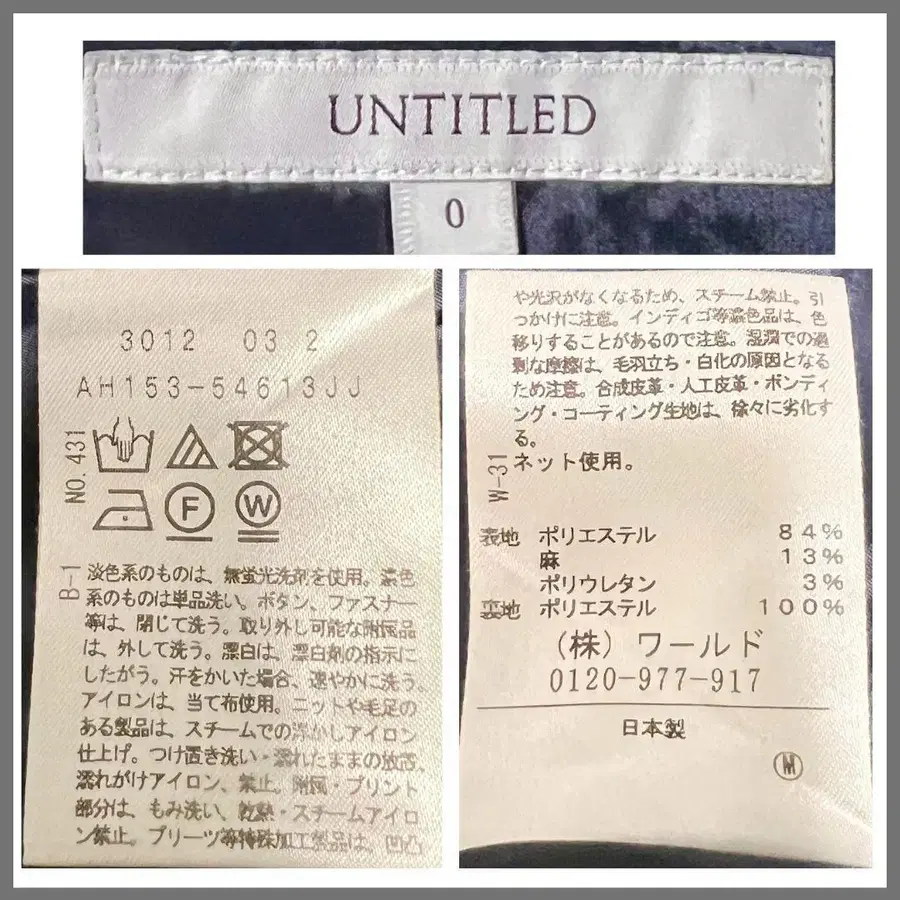 UNTITLED
0
3012 03 2
AH153-54613JJ
NO.431
F
W
B-1
淡色系のものは、無蛍光洗剤を使用。濃色
系のものは単品洗い。ボタン、ファスナー
等は、閉じて洗う。取り外し可能な附属品
は、外して洗う。漂白は、漂白剤の指示に
したがう。汗をかいた場合、速やかに洗う。
アイロンは、当て布使用。ニットや毛足の
ある製品は、スチームでの浮かしアイロン
仕上げ。つけ置き洗い・濡れたままの放置、
濡れがけアイロン、禁止。附属・プリント
部分は、もみ洗い、乾熱・スチームアイロ
ン禁止。プリーツ等特殊加工製品は、凹凸
や光沢がなくなるため、スチーム禁止。引
っかけに注意。インディゴ等濃色品は、色
移りすることがあるので注意。湿潤での過
剰な摩擦は、毛羽立ち・白化の原因となる
ため注意。合成皮革・人工皮革・ボンディ
ング・コーティング生地は、徐々に劣化す
る。
W-31
ネット使用。
表地 ポリエステル 84%
麻 13%
ポリウレタン 3%
裏地 ポリエステル 100%
(株)ワールド
0120-977-917
日本製
M